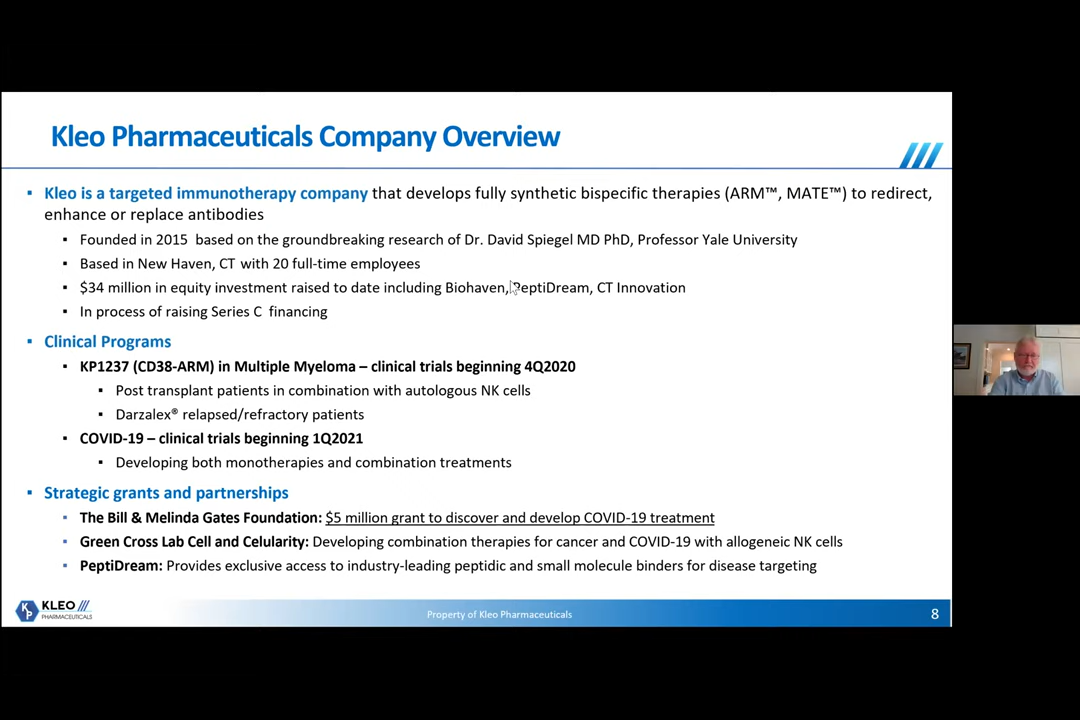 Kleo Pharmaceuticals Company Overview
▪ Kleo is a targeted immunotherapy company that develops fully synthetic bispecific therapies (ARM™, MATE™) to redirect,
enhance or replace antibodies
▪ Founded in 2015 based on the groundbreaking research of Dr. David Spiegel MD PhD, Professor Yale University
▪ Based in New Haven, CT with 20 full-time employees
▪ $34 million in equity investment raised to date including Biohaven, PeptiDream, CT Innovation
▪ In process of raising Series C financing
▪ Clinical Programs
▪ KP1237 (CD38-ARM) in Multiple Myeloma – clinical trials beginning 4Q2020
▪ Post transplant patients in combination with autologous NK cells
▪ Darzalex® relapsed/refractory patients
▪ COVID-19 – clinical trials beginning 1Q2021
▪ Developing both monotherapies and combination treatments
▪ Strategic grants and partnerships
▪ The Bill & Melinda Gates Foundation: $5 million grant to discover and develop COVID-19 treatment
▪ Green Cross Lab Cell and Celularity: Developing combination therapies for cancer and COVID-19 with allogeneic NK cells
▪ PeptiDream: Provides exclusive access to industry-leading peptidic and small molecule binders for disease targeting
KP KLEO
PHARMACEUTICALS
Property of Kleo Pharmaceuticals
8